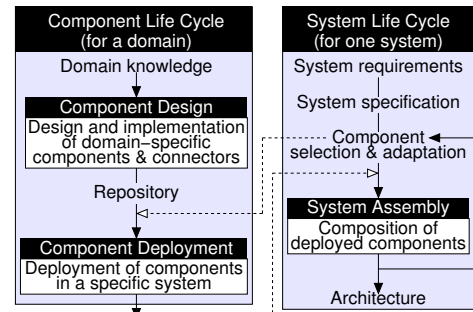 Component Life Cycle
(for a domain)
Domain knowledge
Component Design
Design and implementation
of domain−specific
components & connectors
Repository
Component Deployment
Deployment of components
in a specific system
System Life Cycle
(for one system)
System requirements
System specification
Component
selection & adaptation
System Assembly
Composition
of deployed components
Architecture